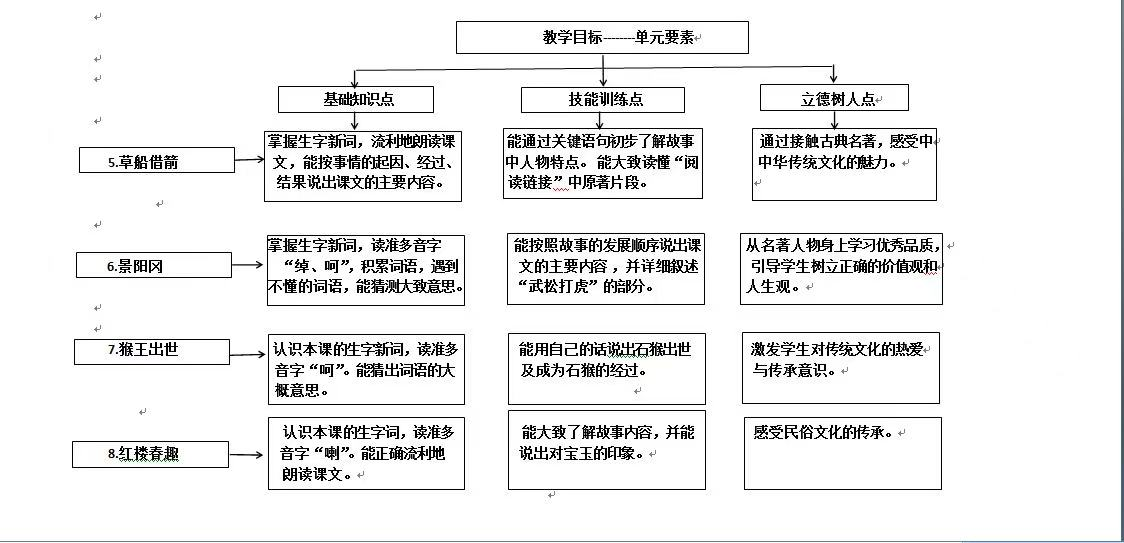 教学目标--------单元要素
基础知识点
技能训练点
立德树人点
5.草船借箭
掌握生字新词，流利地朗读课
文，能按事情的起因、经过、
结果说出课文的主要内容。
能通过关键语句初步了解故事
中人物特点。能大致读懂“阅
读链接”中原著片段。
通过接触古典名著，感受中
中华传统文化的魅力。
6.景阳冈
掌握生字新词，读准多音字
“绰、呵”，积累词语，遇到
不懂的词语，能猜测大致意思。
能按照故事的发展顺序说出课
文的主要内容，并详细叙述
“武松打虎”的部分。
从名著人物身上学习优秀品质，
引导学生树立正确的价值观和
人生观。
7.猴王出世
认识本课的生字新词，读准多
音字“呵”。能猜出词语的大
概意思。
能用自己的话说出石猴出世
及成为石猴的经过。
激发学生对传统文化的热爱
与传承意识。
8.红楼春趣
认识本课的生字词，读准多
音字“喇”。能正确流利地
朗读课文。
能大致了解故事内容，并能
说出对宝玉的印象。
感受民俗文化的传承。